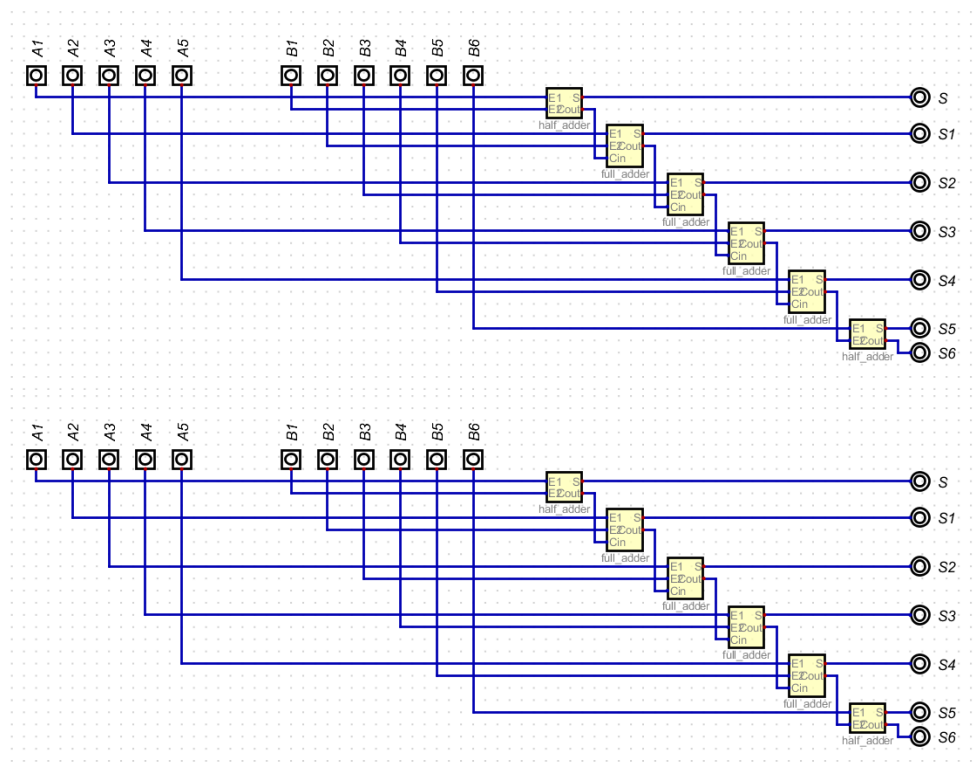 A1 A2 A3 A4 A5 B1 B2 B3 B4 B5 B6
E1 S S
E2 Cout
half_adder
E1 S S1
E2 Cout
Cin
full_adder
E1 S S2
E2 Cout
Cin
full_adder
E1 S S3
E2 Cout
Cin
full_adder
E1 S S4
E2 Cout
Cin
full_adder
E1 S S5
E2 Cout S6
half_adder
A1 A2 A3 A4 A5 B1 B2 B3 B4 B5 B6
E1 S S
E2 Cout
half_adder
E1 S S1
E2 Cout
Cin
full_adder
E1 S S2
E2 Cout
Cin
full_adder
E1 S S3
E2 Cout
Cin
full_adder
E1 S S4
E2 Cout
Cin
full_adder
E1 S S5
E2 Cout S6
half_adder